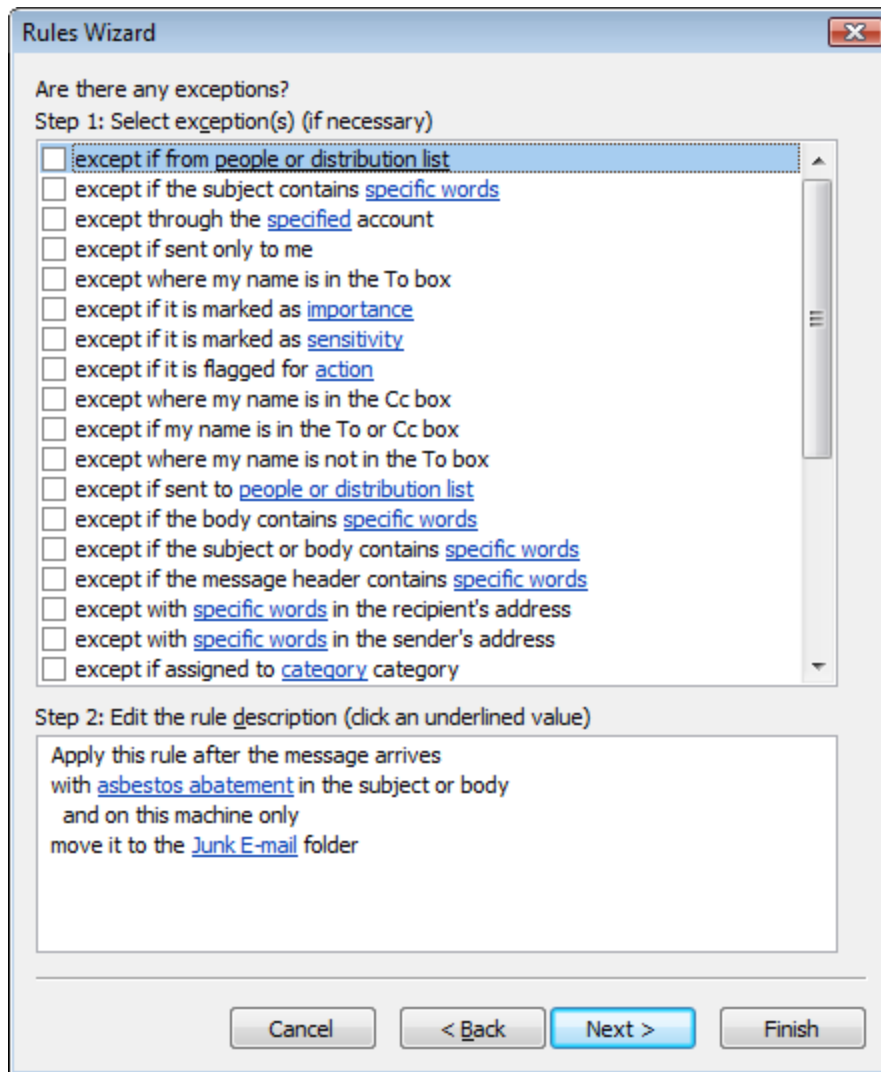 Rules Wizard
Are there any exceptions?
Step 1: Select exception(s) (if necessary)
except if from people or distribution list
except if the subject contains specific words
except through the specified account
except if sent only to me
except where my name is in the To box
except if it is marked as importance
except if it is marked as sensitivity
except if it is flagged for action
except where my name is in the Cc box
except if my name is in the To or Cc box
except where my name is not in the To box
except if sent to people or distribution list
except if the body contains specific words
except if the subject or body contains specific words
except if the message header contains specific words
except with specific words in the recipient's address
except with specific words in the sender's address
except if assigned to category category
Step 2: Edit the rule description (click an underlined value)
Apply this rule after the message arrives
with asbestos abatement in the subject or body
and on this machine only
move it to the Junk E-mail folder
Cancel < Back Next > Finish